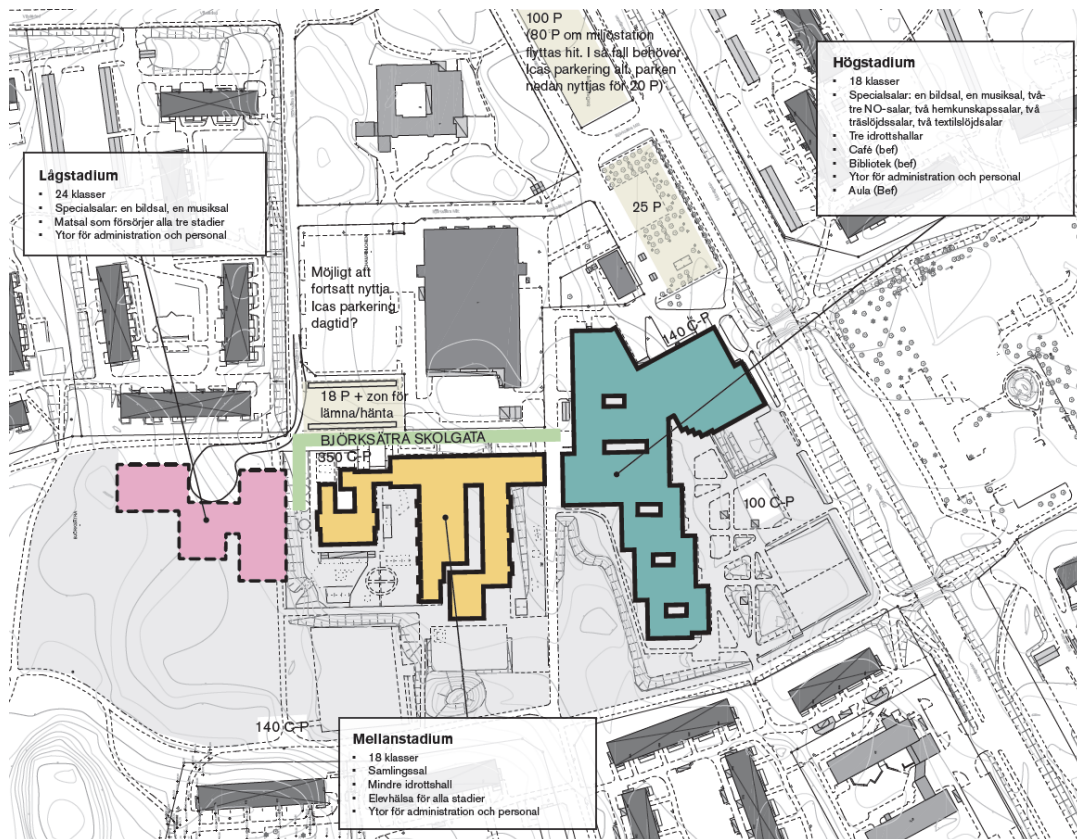 100 P
(80 P om miljöstation
flyttas hit. I så fall behöver
Icas parkering alt. parken
nedan nyttjas för 20 P)
Högstadium
18 klasser
Specialsalar: en bildsal, en musiksal, två-
tre NO-salar, två hemkunskapssalar, två
träslöjdssalar, två textilslöjdsalar
Tre idrottshallar
Café (bef)
Bibliotek (bef)
Ytor för administration och personal
Aula (Bef)
Lågstadium
24 klasser
Specialsalar: en bildsal, en musiksal
Matsal som försörjer alla tre stadier
Ytor för administration och personal
25 P
Möjligt att
fortsatt nyttja
Icas parkering
dagtid?
140 C-P
18 P + zon för
lämna/hänta
BJÖRKSÄTRA SKOLGATA
350 C-P
100 C-P
140 C-P
Mellanstadium
18 klasser
Samlingssal
Mindre idrottshall
Elevhälsa för alla stadier
Ytor för administration och personal